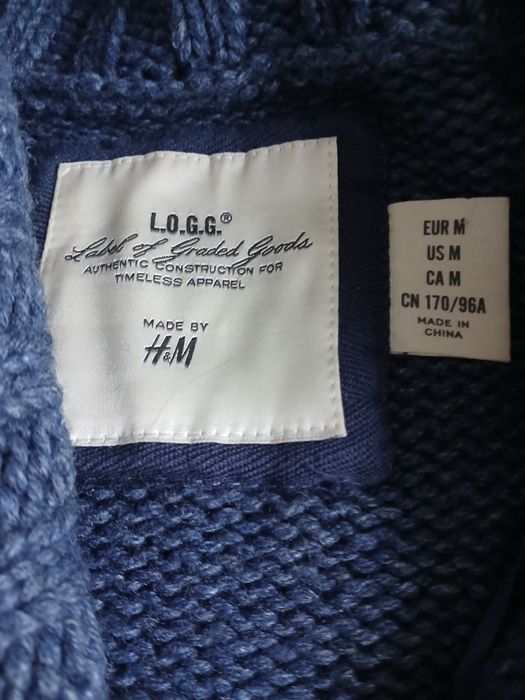 L.O.G.G.®
Label of Graded Goods
AUTHENTIC CONSTRUCTION FOR
TIMELESS APPAREL
MADE BY
H&M
EUR M
US M
CA M
CN 170/96A
MADE IN
CHINA